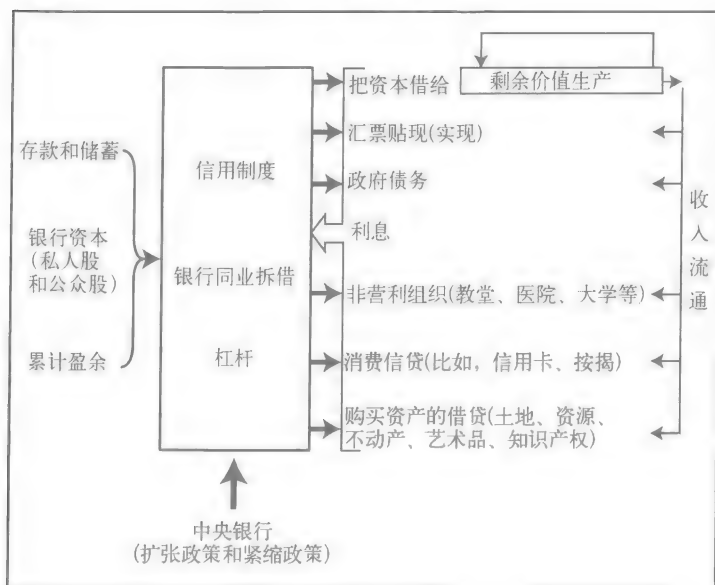 存款和储蓄
银行资本
(私人股
和公众股)
累计盈余
信用制度
银行同业拆借
杠杆
中央银行
(扩张政策和紧缩政策)
把资本借给
剩余价值生产
汇票贴现(实现)
政府债务
利息
非营利组织(教堂、医院、大学等)
消费信贷(比如，信用卡、按揭)
购买资产的借贷(土地、资源、
不动产、艺术品、知识产权)
收入流通